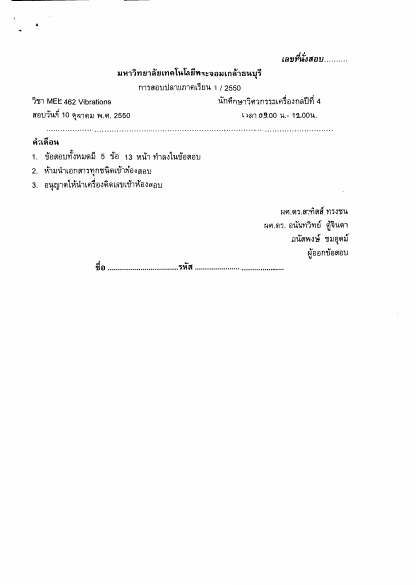 เลขที่นั่งสอบ..........
มหาวิทยาลัยเทคโนโลยีพระจอมเกล้าธนบุรี
การสอบปลายภาคเรียน 1 / 2550
วิชา MEE 462 Vibrations นักศึกษาวิศวกรรมเครื่องกลปีที่ 4
สอบวันที่ 10 ตุลาคม พ.ศ. 2550 เวลา 09.00 น.- 12.00น.
คำเตือน
1. ข้อสอบทั้งหมดมี 5 ข้อ 13 หน้า ทำลงในข้อสอบ
2. ห้ามนำเอกสารทุกชนิดเข้าห้องสอบ
3. อนุญาตให้นำเครื่องคิดเลขเข้าห้องสอบ
ผศ.ดร.สาทิสส์ ทรงชน
ผศ.ดร. อนันทวิทย์ ตู้จินดา
ชมอุตม์
ผู้ออกข้อสอบ
ชื่อ ................................รหัส .........................................